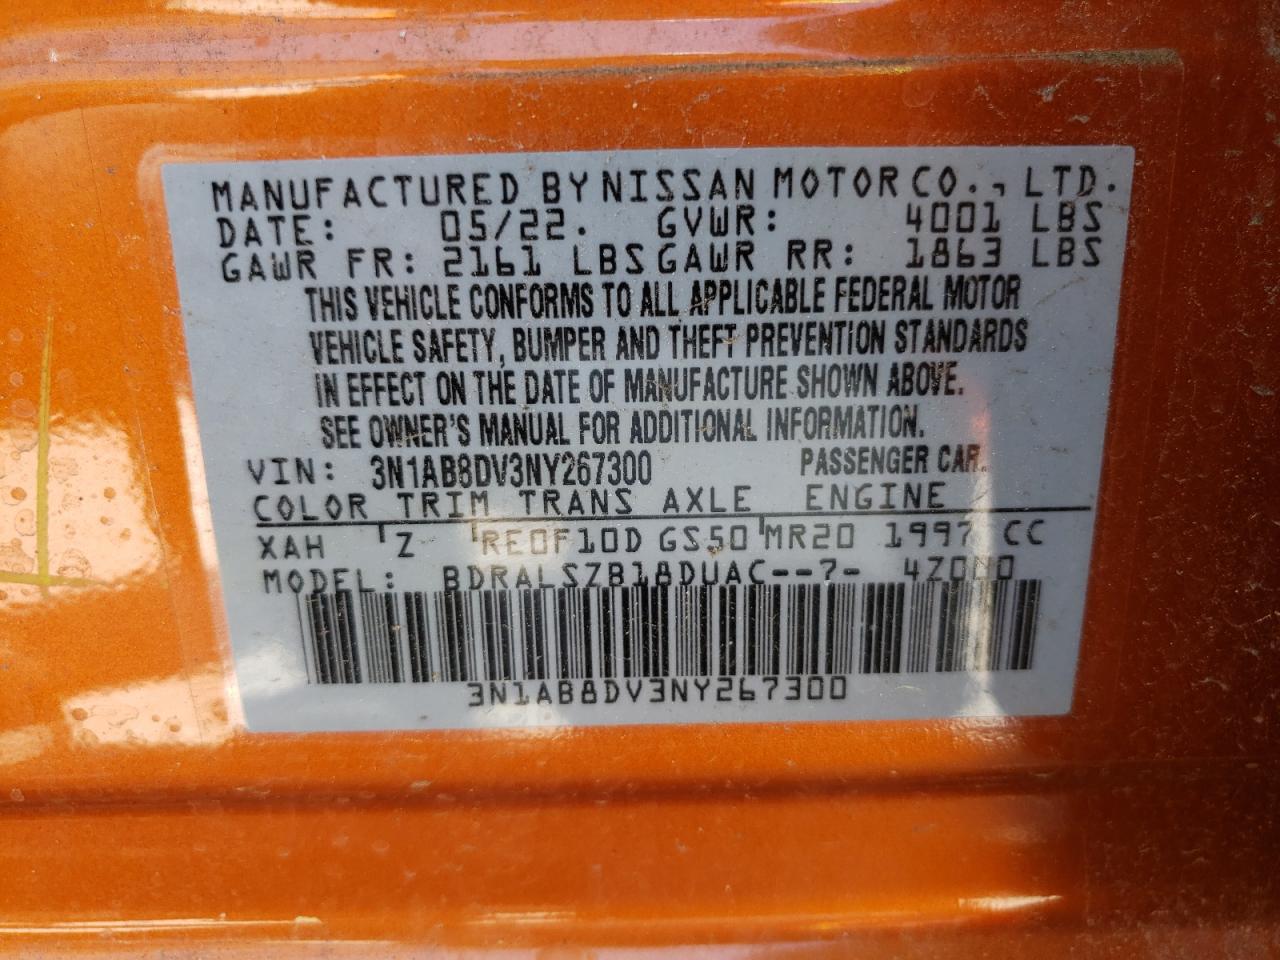 MANUFACTURED BY NISSAN MOTOR CO., LTD.
DATE: 05/22. GVWR: 4001 LBS
GAWR FR: 2161 LBS GAWR RR: 1863 LBS
THIS VEHICLE CONFORMS TO ALL APPLICABLE FEDERAL MOTOR
VEHICLE SAFETY, BUMPER AND THEFT PREVENTION STANDARDS
IN EFFECT ON THE DATE OF MANUFACTURE SHOWN ABOVE.
SEE OWNER'S MANUAL FOR ADDITIONAL INFORMATION.
VIN: 3N1AB8DV3NY267300 PASSENGER CAR.
COLOR TRIM TRANS AXLE ENGINE
XAH Z RE0F10D GS50 MR20 1997 CC
MODEL: BDRALSZB18DUAC--7-
3N1AB8DV3NY267300